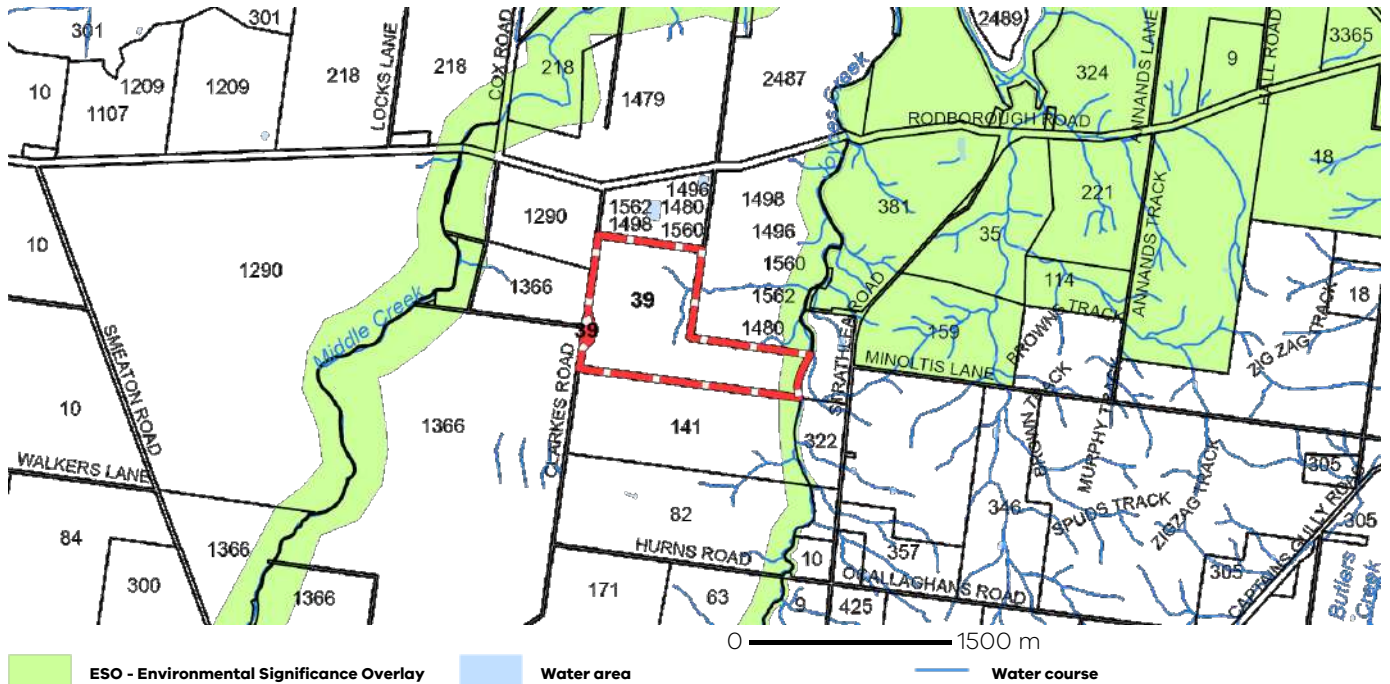 301
301
2489
3365
10
1209
1209
218
218
218
324
9
1107
1479
2487
LOCKS LANE
COX ROAD
Joyces Creek
RODBOROUGH ROAD
ANNANDS LANE
HALL ROAD
18
1496
1562 1480
1498 1560
1498
1496
1560
1562
1480
1290
1290
10
381
35
221
114
ANNANDS TRACK
1366
39
39
159
18
ZIG ZAG TRACK
Middle Creek
SMEATON ROAD
CLARKES ROAD
STRATHLEA ROAD
MINOLTIS LANE
BROWNS TRACK
BROWN TRACK
MURPHY TRACK
10
1366
141
322
WALKERS LANE
84
1366
82
346
SPUDS TRACK
ZIGZAG TRACK
305
305
305
CAPTAINS GULLY ROAD
300
1366
HURNS ROAD
10
357
OCALLAGHANS ROAD
171
63
9
425
Butlers
Creek
0 1500 m
ESO - Environmental Significance Overlay Water area Water course